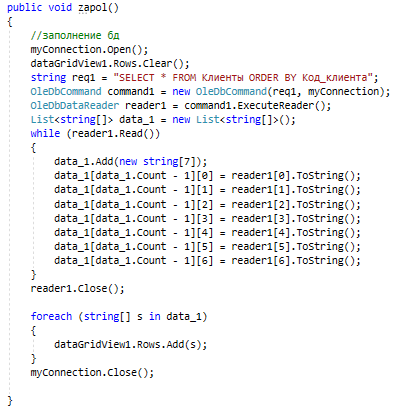 public void zapol()
{
//заполнение бд
myConnection.Open();
dataGridView1.Rows.Clear();
string req1 = "SELECT * FROM Клиенты ORDER BY Код_клиента";
OleDbCommand command1 = new OleDbCommand(req1, myConnection);
OleDbDataReader reader1 = command1.ExecuteReader();
List<string[]> data_1 = new List<string[]>();
while (reader1.Read())
{
data_1.Add(new string[7]);
data_1[data_1.Count - 1][0] = reader1[0].ToString();
data_1[data_1.Count - 1][1] = reader1[1].ToString();
data_1[data_1.Count - 1][2] = reader1[2].ToString();
data_1[data_1.Count - 1][3] = reader1[3].ToString();
data_1[data_1.Count - 1][4] = reader1[4].ToString();
data_1[data_1.Count - 1][5] = reader1[5].ToString();
data_1[data_1.Count - 1][6] = reader1[6].ToString();
}
reader1.Close();
foreach (string[] s in data_1)
{
dataGridView1.Rows.Add(s);
}
myConnection.Close();
}